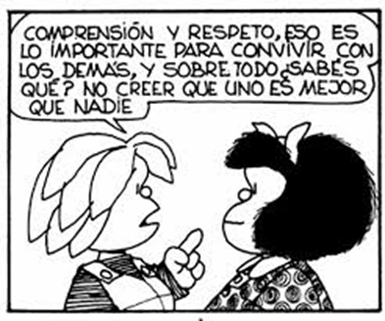 COMPRENSIÓN Y RESPETO, ESO ES
LO IMPORTANTE PARA CONVIVIR CON
LOS DEMÁS, Y SOBRE TODO ¿SABÉS
QUÉ? NO CREER QUE UNO ES MEJOR
QUE NADIE